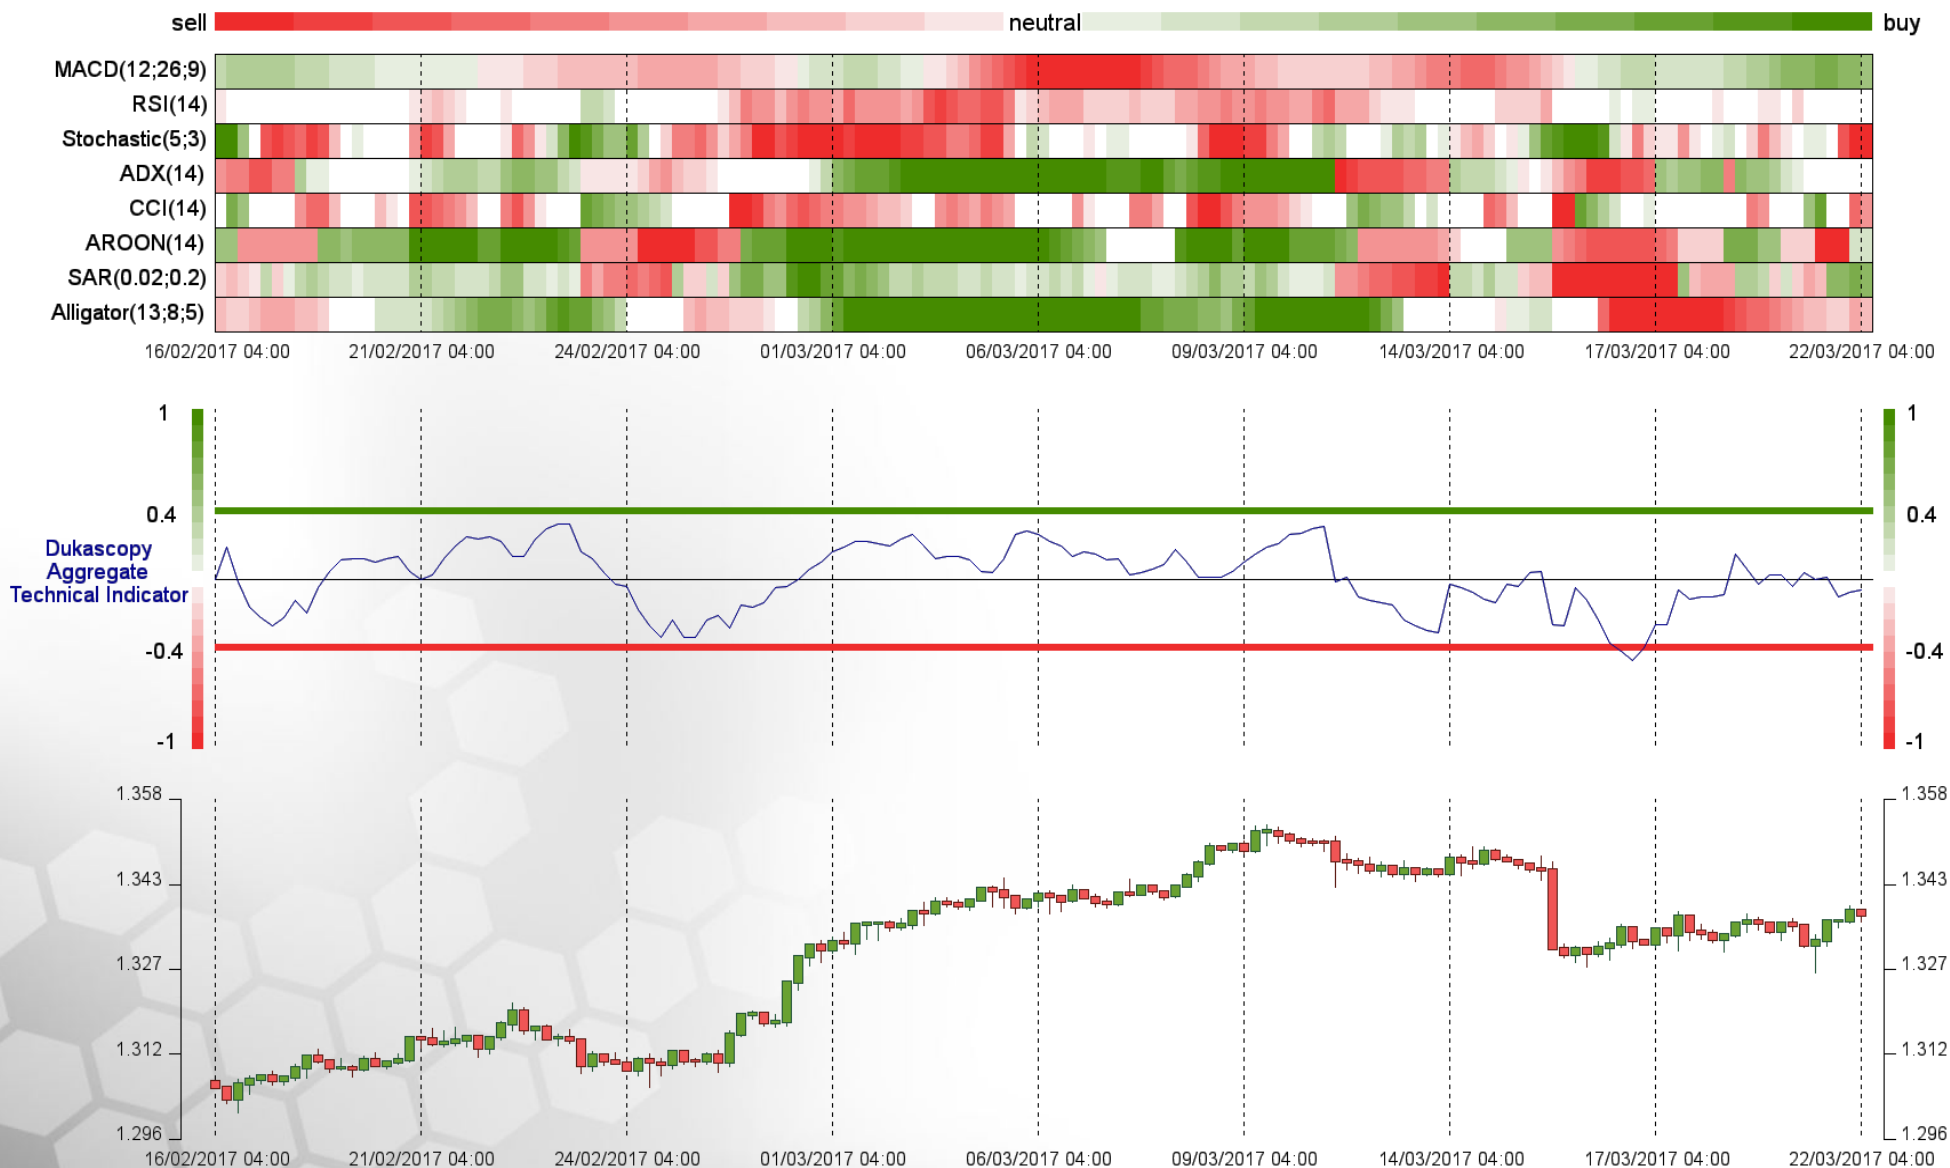 sell neutral buy
MACD(12;26;9)
RSI(14)
Stochastic(5;3)
ADX(14)
CCI(14)
AROON(14)
SAR(0.02;0.2)
Alligator(13;8;5)
16/02/2017 04:00 21/02/2017 04:00 24/02/2017 04:00 01/03/2017 04:00 06/03/2017 04:00 09/03/2017 04:00 14/03/2017 04:00 17/03/2017 04:00 22/03/2017 04:00
1 1
0.4 0.4
Dukascopy
Aggregate
Technical Indicator
-0.4 -0.4
-1 -1
1.358 1.358
1.343 1.343
1.327 1.327
1.312 1.312
1.296 1.296
16/02/2017 04:00 21/02/2017 04:00 24/02/2017 04:00 01/03/2017 04:00 06/03/2017 04:00 09/03/2017 04:00 14/03/2017 04:00 17/03/2017 04:00 22/03/2017 04:00